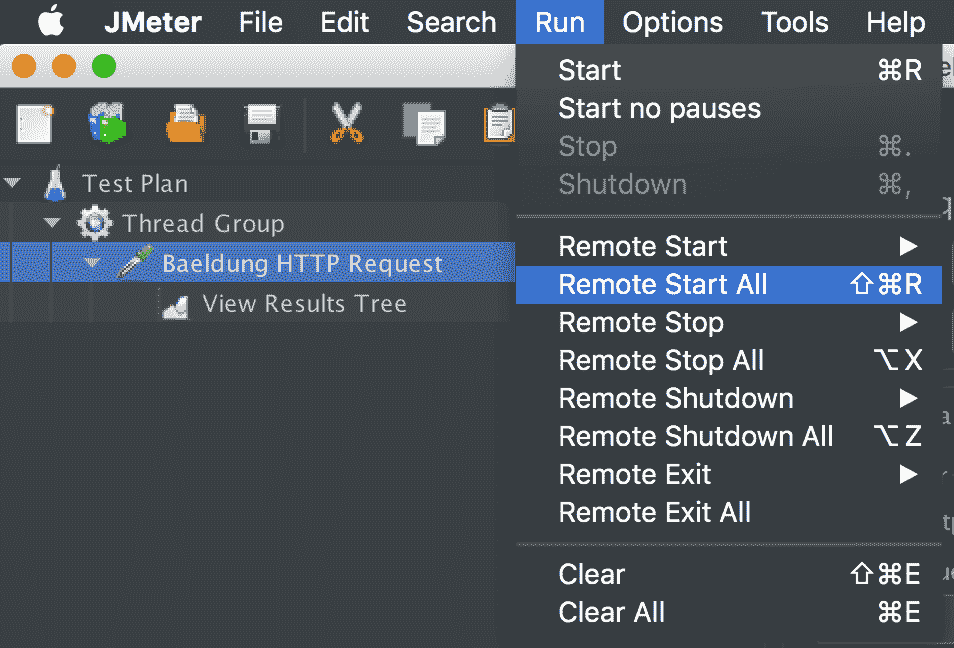 JMeter File Edit Search Run Options Tools Help
Start ⌘R
Start no pauses
Stop ⌘.
Shutdown ⌘,
Test Plan
Thread Group
Baeldung HTTP Request
View Results Tree
Remote Start ▶
Remote Start All ⇧⌘R
Remote Stop ▶
Remote Stop All ⌥X
Remote Shutdown ▶
Remote Shutdown All ⌥Z
Remote Exit ▶
Remote Exit All
Clear ⇧⌘E
Clear All ⌘E